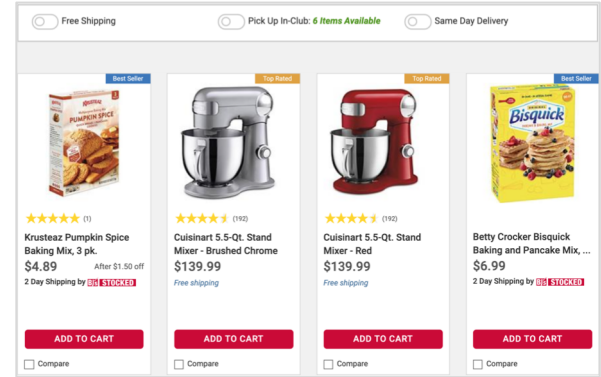 Free Shipping
Pick Up In-Club: 6 Items Available
Same Day Delivery
Best Seller
Top Rated
Top Rated
Best Seller
KRUSTEAZ
PUMPKIN SPICE
Bisquick
(1)
Krusteaz Pumpkin Spice
Baking Mix, 3 pk.
$4.89 After $1.50 off
2 Day Shipping by BJ's STOCKED
ADD TO CART
Compare
(192)
Cuisinart 5.5-Qt. Stand
Mixer - Brushed Chrome
$139.99
Free shipping
ADD TO CART
Compare
(192)
Cuisinart 5.5-Qt. Stand
Mixer - Red
$139.99
Free shipping
ADD TO CART
Compare
Betty Crocker Bisquick
Baking and Pancake Mix, ...
$6.99
2 Day Shipping by BJ's STOCKED
ADD TO CART
Compare